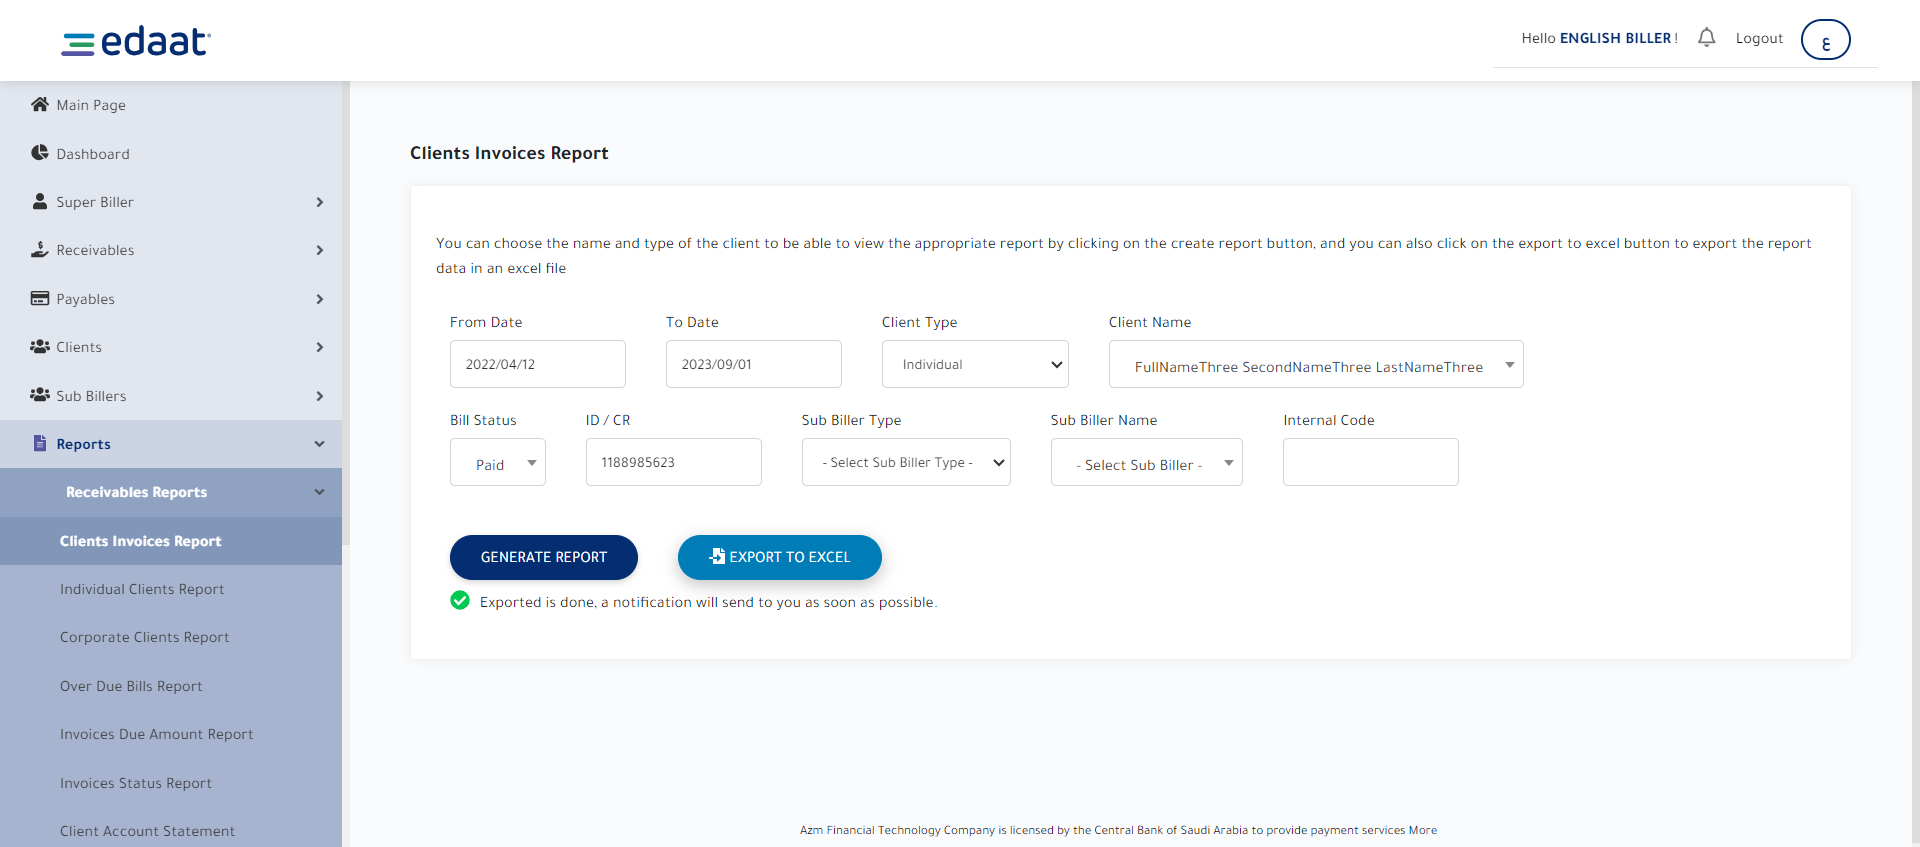 edaat
Hello ENGLISH BILLER !
Logout
ع
Main Page
Dashboard
Super Biller
Receivables
Payables
Clients
Sub Billers
Reports
Receivables Reports
Clients Invoices Report
Individual Clients Report
Corporate Clients Report
Over Due Bills Report
Invoices Due Amount Report
Invoices Status Report
Client Account Statement
Clients Invoices Report
You can choose the name and type of the client to be able to view the appropriate report by clicking on the create report button, and you can also click on the export to excel button to export the report
data in an excel file
From Date
To Date
Client Type
Client Name
2022/04/12
2023/09/01
Individual
FullNameThree SecondNameThree LastNameThree
Bill Status
ID / CR
Sub Biller Type
Sub Biller Name
Internal Code
Paid
1188985623
- Select Sub Biller Type -
- Select Sub Biller -
GENERATE REPORT
EXPORT TO EXCEL
Exported is done, a notification will send to you as soon as possible.
Azm Financial Technology Company is licensed by the Central Bank of Saudi Arabia to provide payment services More